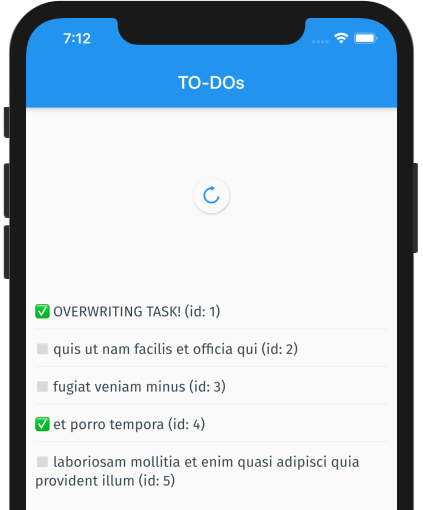 7:12
TO-DOs
✅ OVERWRITING TASK! (id: 1)
quis ut nam facilis et officia qui (id: 2)
fugiat veniam minus (id: 3)
✅ et porro tempora (id: 4)
laboriosam mollitia et enim quasi adipisci quia
provident illum (id: 5)